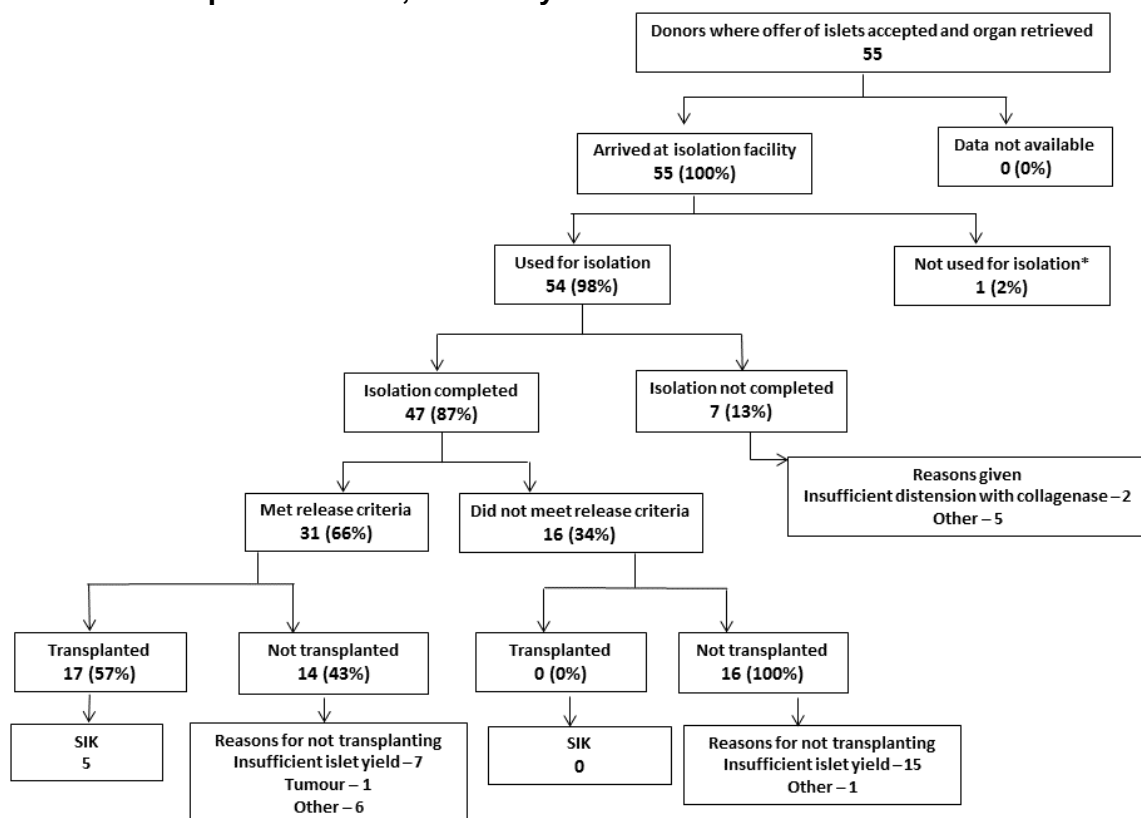 Donors where offer of islets accepted and organ retrieved
55
Arrived at isolation facility
55 (100%)
Data not available
0 (0%)
Used for isolation
54 (98%)
Not used for isolation*
1 (2%)
Isolation completed
47 (87%)
Isolation not completed
7 (13%)
Reasons given
Insufficient distension with collagenase – 2
Other – 5
Met release criteria
31 (66%)
Did not meet release criteria
16 (34%)
Transplanted
17 (57%)
Not transplanted
14 (43%)
Transplanted
0 (0%)
Not transplanted
16 (100%)
SIK
5
Reasons for not transplanting
Insufficient islet yield – 7
Tumour – 1
Other – 6
SIK
0
Reasons for not transplanting
Insufficient islet yield – 15
Other – 1